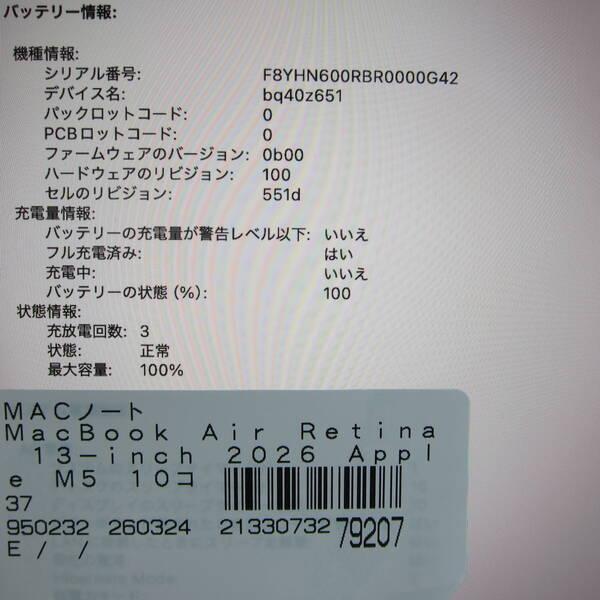 バッテリー情報:
機種情報:
シリアル番号: F8YHN600RBR0000G42
デバイス名: bq40z651
パックロットコード: 0
PCBロットコード: 0
ファームウェアのバージョン: 0b00
ハードウェアのリビジョン: 100
セルのリビジョン: 551d
充電量情報:
バッテリーの充電量が警告レベル以下: いいえ
フル充電済み: はい
充電中: いいえ
バッテリーの状態 (%): 100
状態情報:
充放電回数: 3
状態: 正常
最大容量: 100%
MACノート
MacBook Air Retina
13-inch 2026 Appl
e M5 10コ
37
950232 260324 21330732 79207
E / /
Hibernate Mode